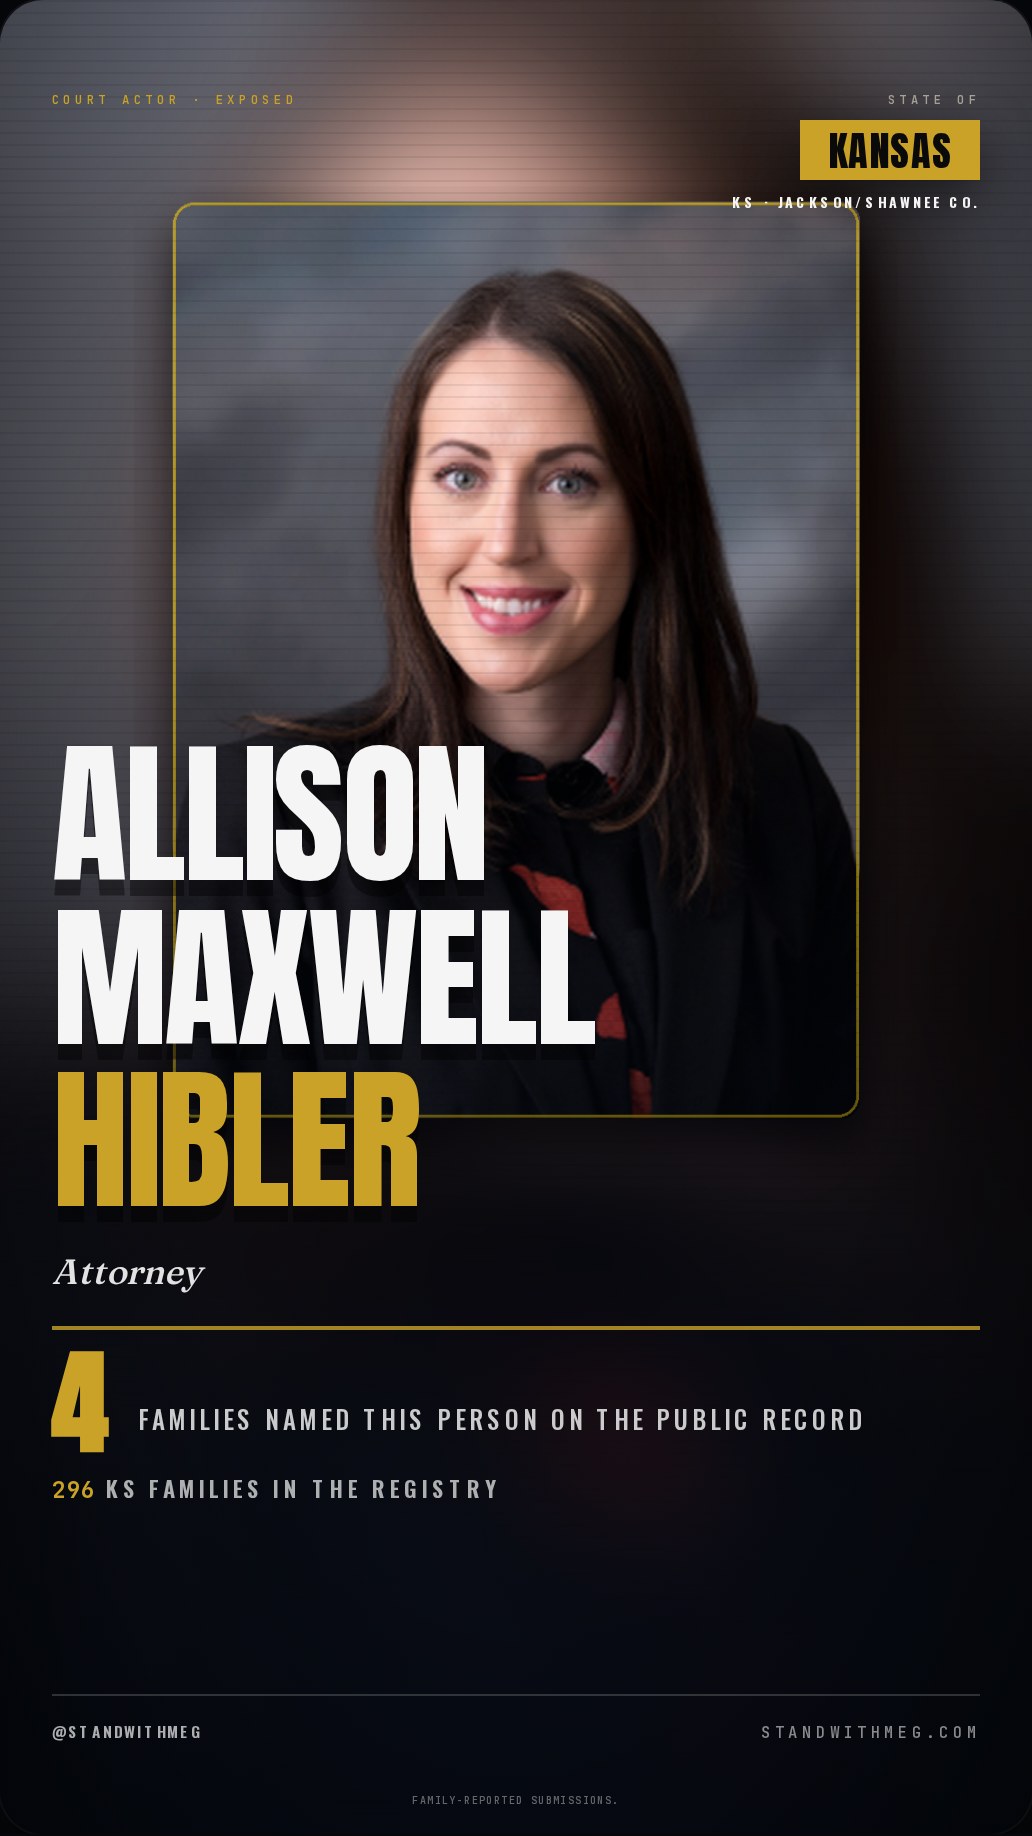 COURT ACTOR · EXPOSED
STATE OF
KANSAS
KS · JACKSON/SHAWNEE CO.
ALLISON
MAXWELL
HIBLER
Attorney
4 FAMILIES NAMED THIS PERSON ON THE PUBLIC RECORD
296 KS FAMILIES IN THE REGISTRY
@STANDWITHMEG
STANDWITHMEG.COM
FAMILY-REPORTED SUBMISSIONS.